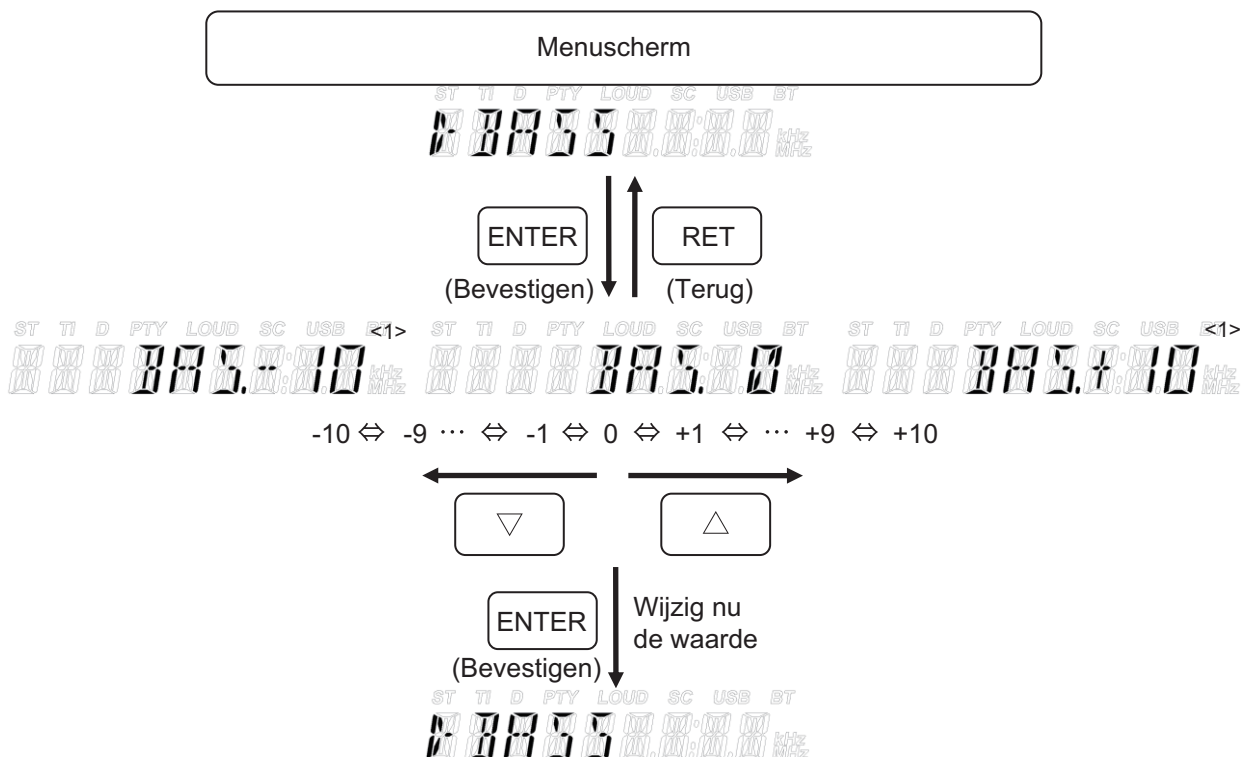 Menuscherm
ST TI D PTY LOUD SC USB BT
BASS kHz MHz
ENTER RET
(Bevestigen) (Terug)
ST TI D PTY LOUD SC USB <1> ST TI D PTY LOUD SC USB BT ST TI D PTY LOUD SC USB <1>
BAS.- 10 kHz MHz BAS. 0 kHz MHz BAS.+ 10 kHz MHz
-10 ⇔ -9 ··· ⇔ -1 ⇔ 0 ⇔ +1 ⇔ ··· +9 ⇔ +10
▽ △
ENTER Wijzig nu
de waarde
(Bevestigen)
ST TI D PTY LOUD SC USB BT
BASS kHz MHz